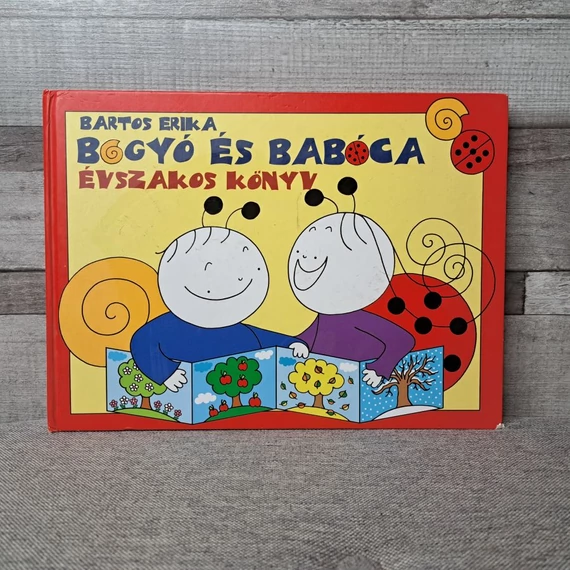 BARTOS ERIKA
BOGYÓ ÉS BABÓCA
ÉVSZAKOS KÖNYV